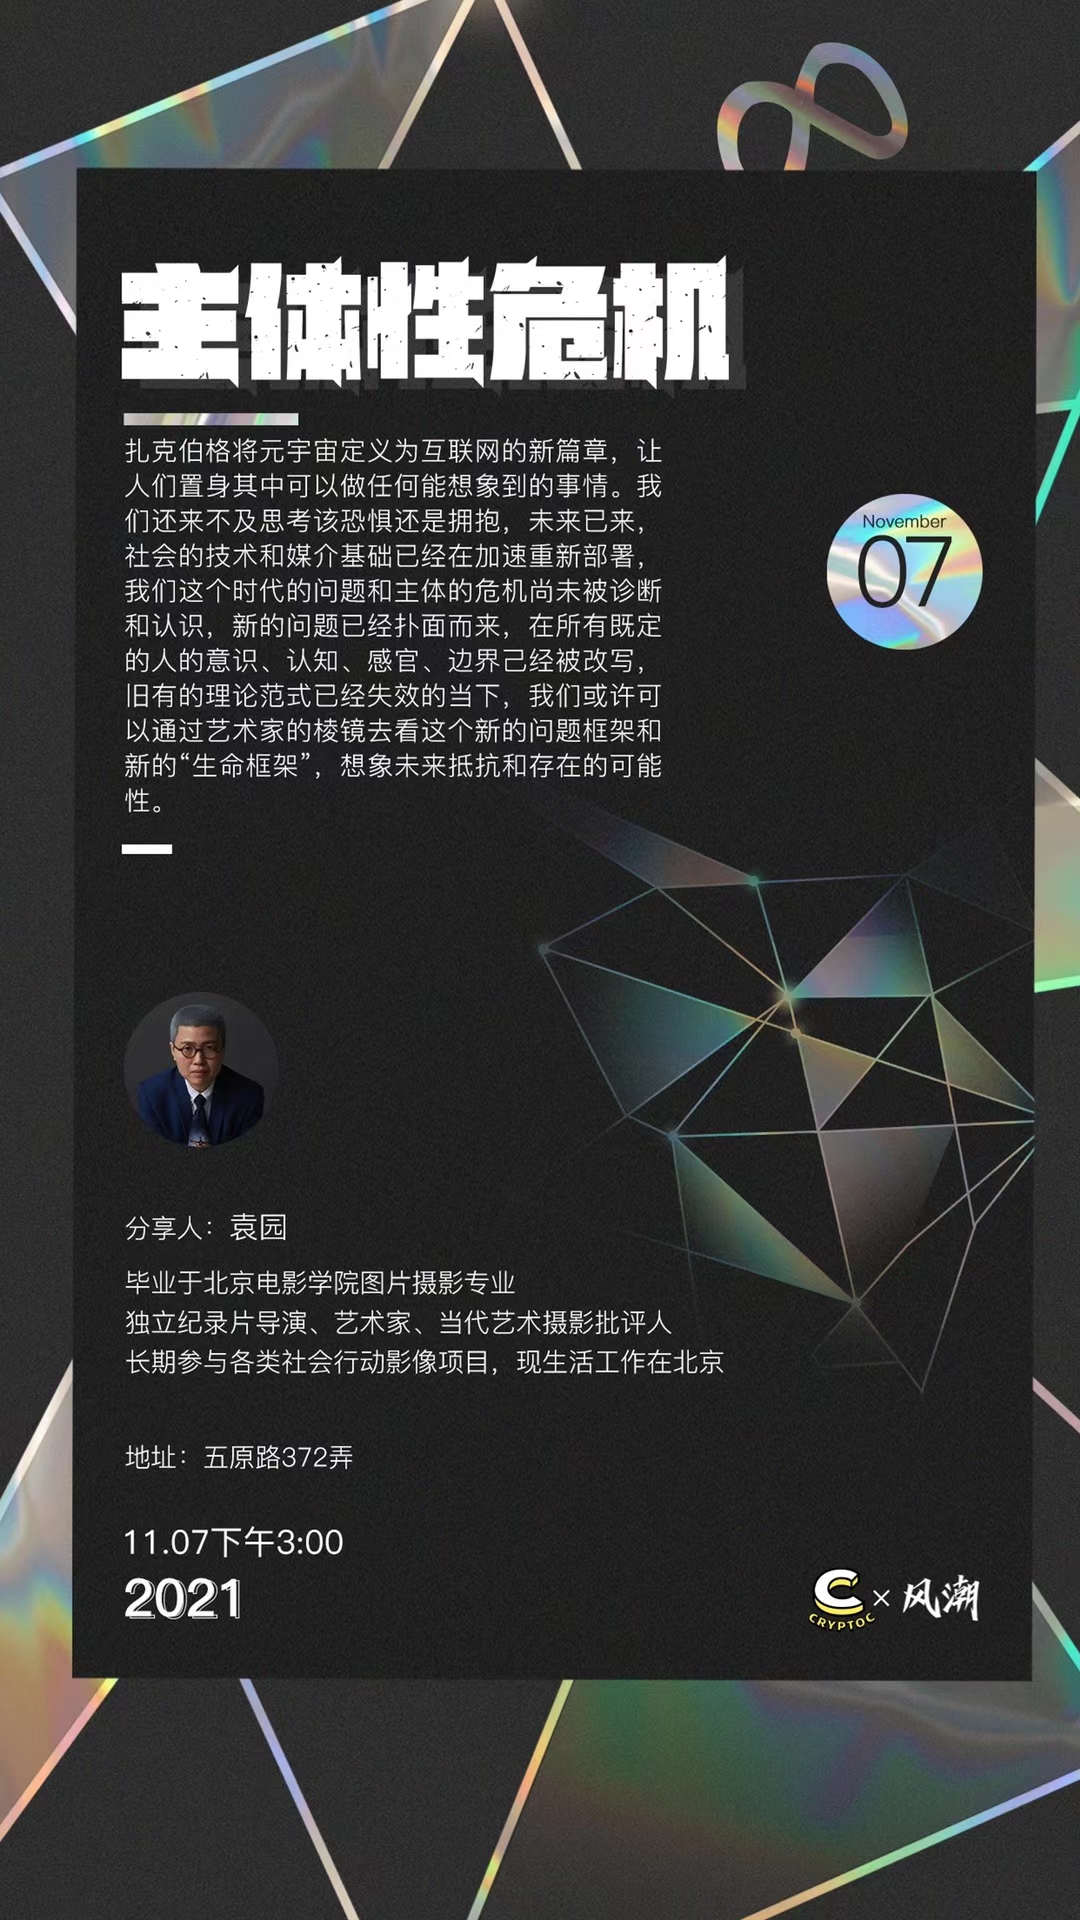 主体性危机
扎克伯格将元宇宙定义为互联网的新篇章，让
人们置身其中可以做任何能想象到的事情。我
们还来不及思考该恐惧还是拥抱，未来已来，
社会的技术和媒介基础已经在加速重新部署，
我们这个时代的问题和主体的危机尚未被诊断
和认识，新的问题已经扑面而来，在所有既定
的人的意识、认知、感官、边界己经被改写，
旧有的理论范式已经失效的当下，我们或许可
以通过艺术家的棱镜去看这个新的问题框架和
新的“生命框架”，想象未来抵抗和存在的可能
性。
November
07
分享人：袁园
毕业于北京电影学院图片摄影专业
独立纪录片导演、艺术家、当代艺术摄影批评人
长期参与各类社会行动影像项目，现生活工作在北京
地址：五原路372弄
11.07下午3:00
2021
C
CRYPTOC
× 风潮